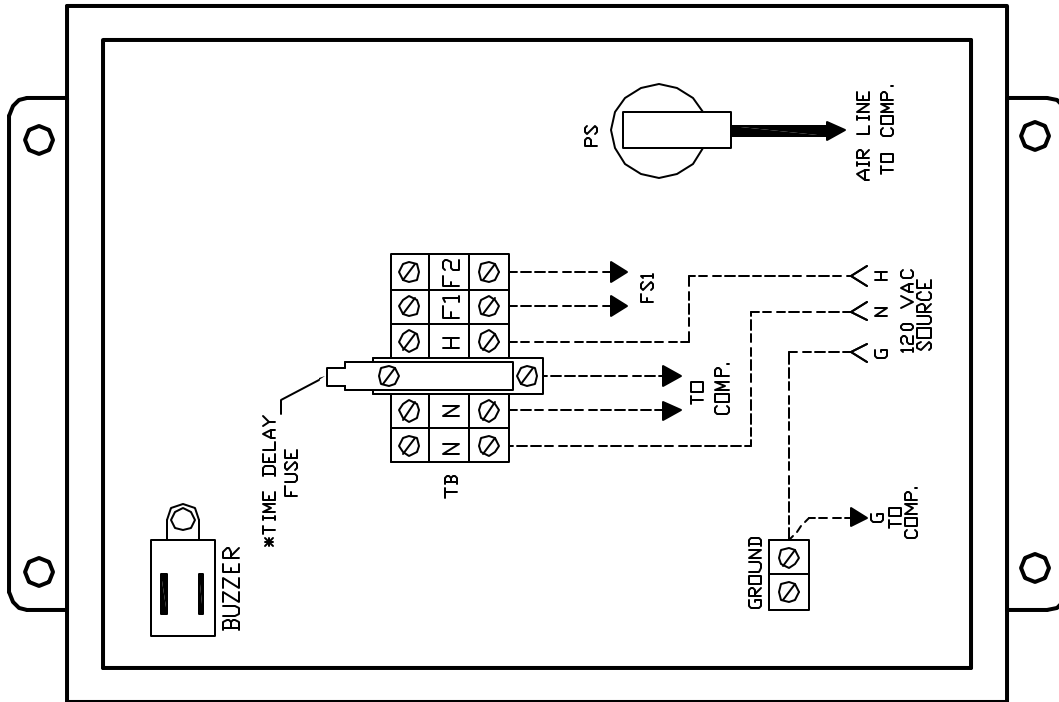 PS
AIR LINE
TO COMP.
F2
F1
H
N
N
TB
FS1
H
N
G
120 VAC
SOURCE
TO
COMP.
*TIME DELAY
FUSE
BUZZER
GROUND
G
TO
COMP.